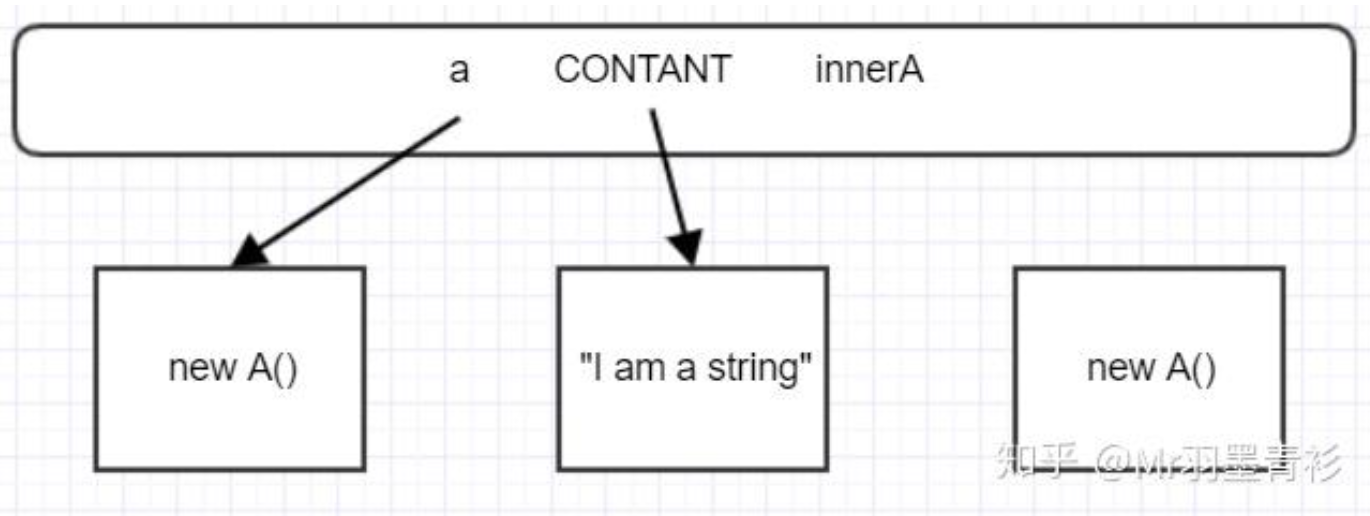 a CONTANT innerA
new A() "I am a string" new A()
知乎 @Mr羽墨青衫